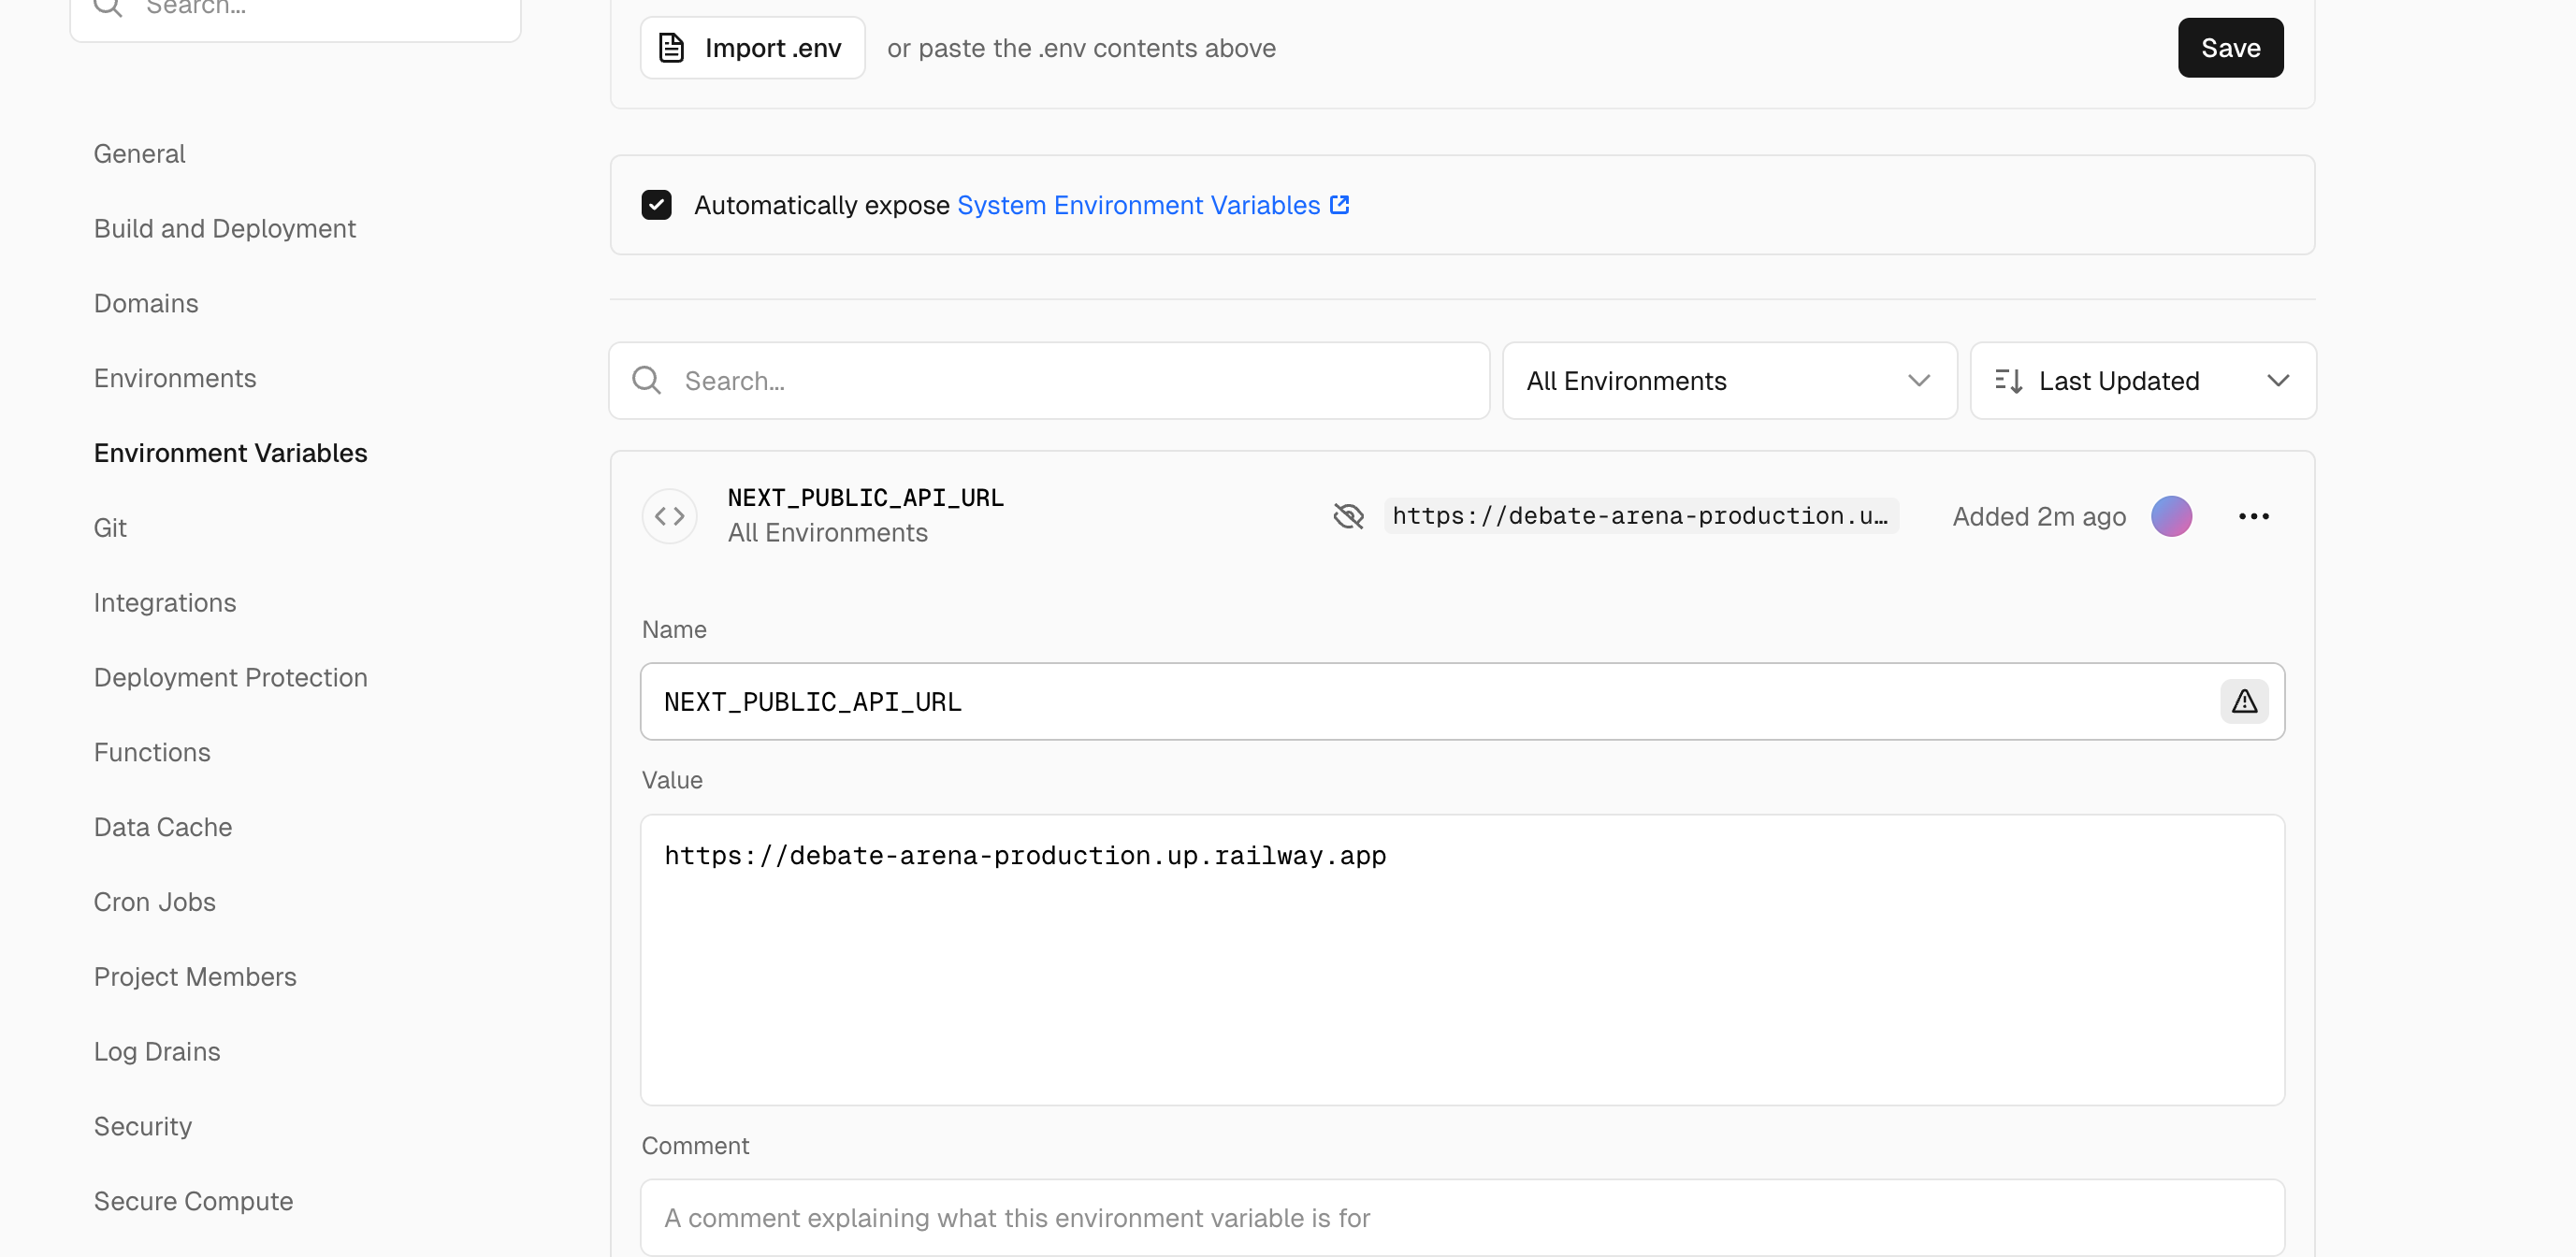 Search...
Import .env
or paste the .env contents above
Save
General
Build and Deployment
Domains
Environments
Environment Variables
Git
Integrations
Deployment Protection
Functions
Data Cache
Cron Jobs
Project Members
Log Drains
Security
Secure Compute
Automatically expose System Environment Variables
Search...
All Environments
Last Updated
NEXT_PUBLIC_API_URL
All Environments
https://debate-arena-production.u…
Added 2m ago
Name
NEXT_PUBLIC_API_URL
Value
https://debate-arena-production.up.railway.app
Comment
A comment explaining what this environment variable is for